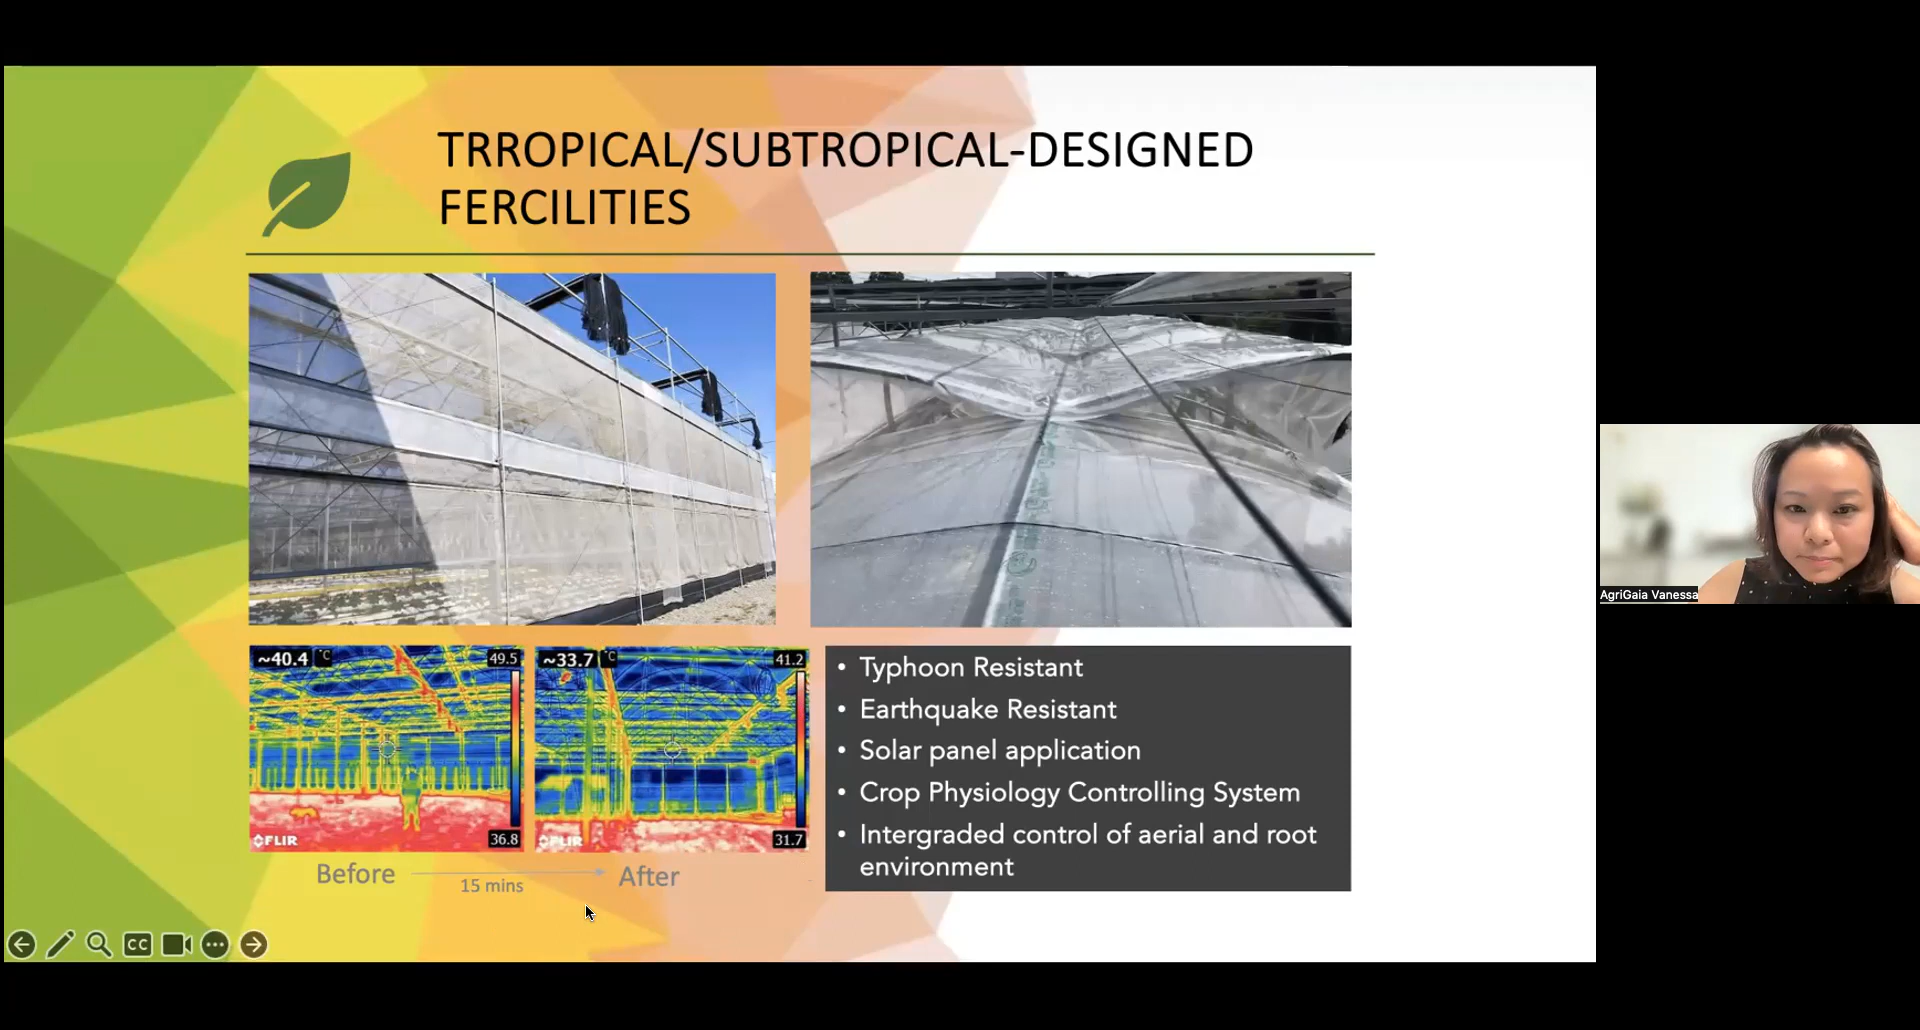 TRROPICAL/SUBTROPICAL-DESIGNED
FERCILITIES
~40.4 °C
49.5
36.8
FLIR
~33.7 °C
41.2
31.7
FLIR
Before
15 mins
After
• Typhoon Resistant
• Earthquake Resistant
• Solar panel application
• Crop Physiology Controlling System
• Intergraded control of aerial and root
environment
CC
AgriGaia Vanessa